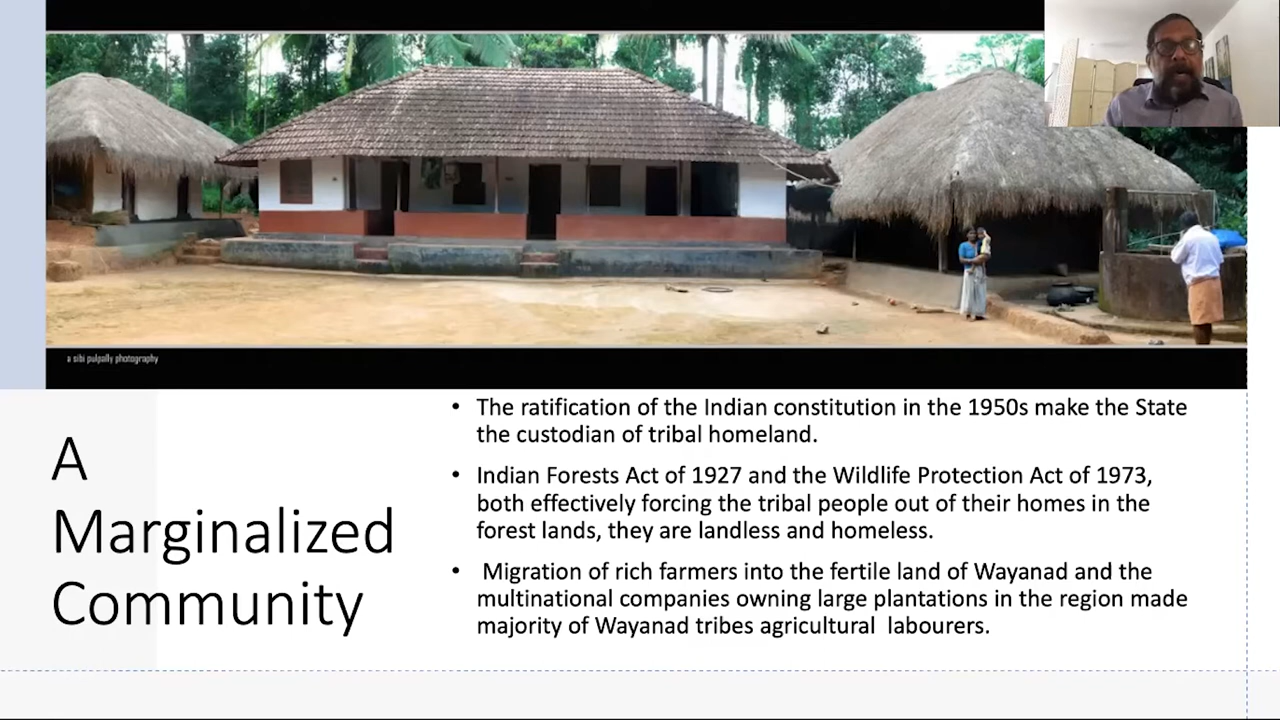 a sibi pulpally photography
A
Marginalized
Community
• The ratification of the Indian constitution in the 1950s make the State
the custodian of tribal homeland.
• Indian Forests Act of 1927 and the Wildlife Protection Act of 1973,
both effectively forcing the tribal people out of their homes in the
forest lands, they are landless and homeless.
• Migration of rich farmers into the fertile land of Wayanad and the
multinational companies owning large plantations in the region made
majority of Wayanad tribes agricultural  labourers.